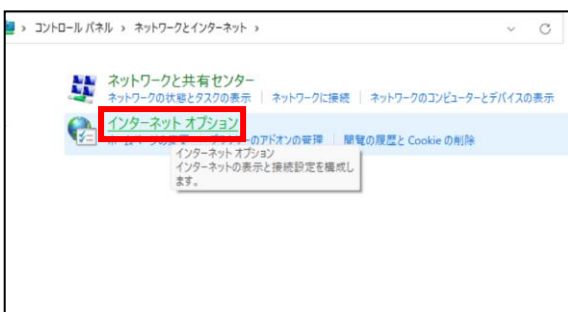 コントロール パネル › ネットワークとインターネット ›
ネットワークと共有センター
ネットワークの状態とタスクの表示 | ネットワークに接続 | ネットワークのコンピューターとデバイスの表示
インターネット オプション
のアドオンの管理 | 閲覧の履歴と Cookie の削除
インターネット オプション
インターネットの表示と接続設定を構成し
ます。